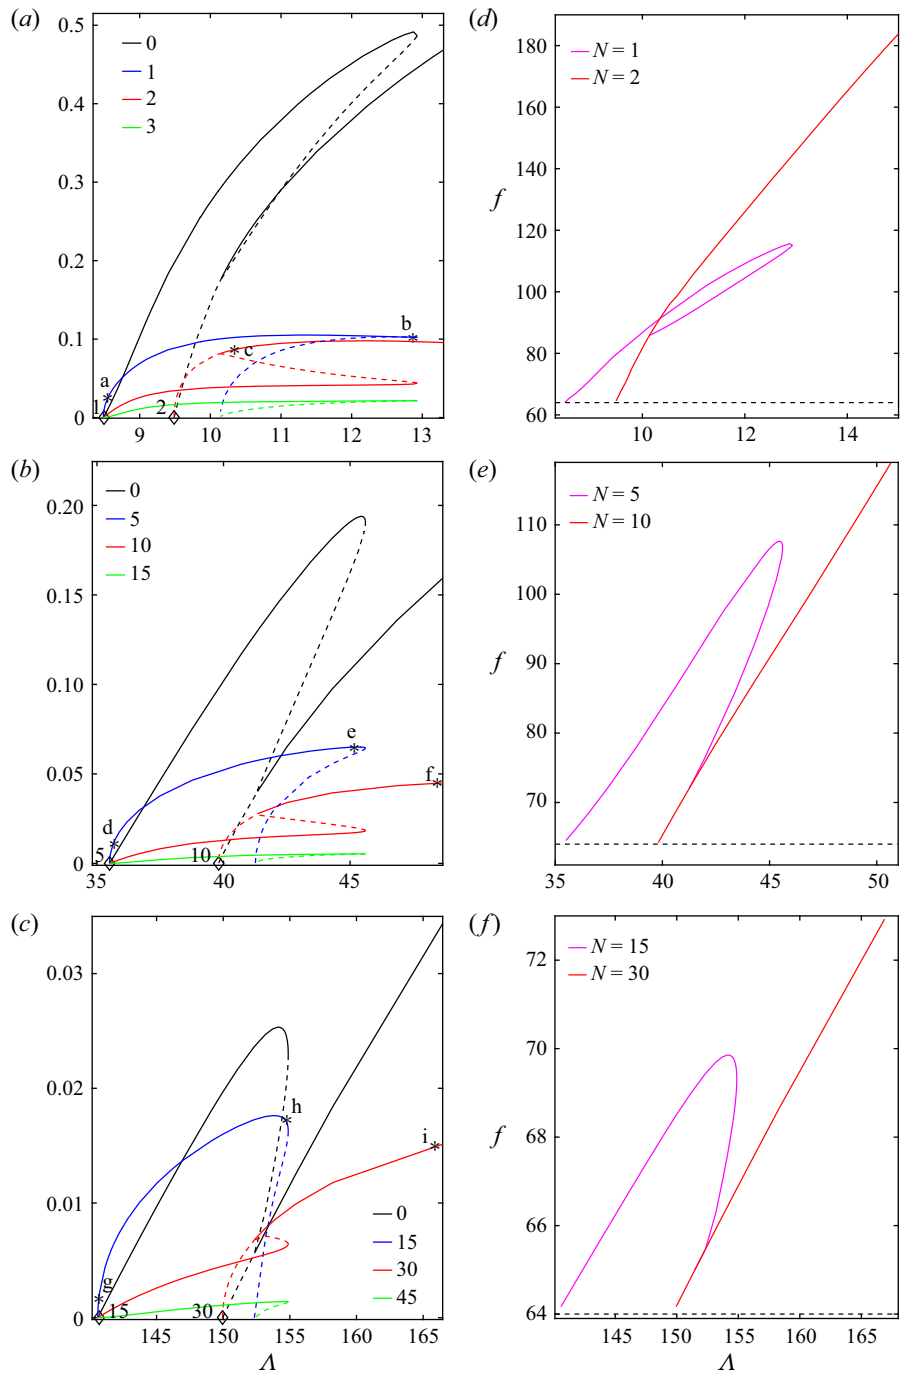 (a)
0.5
0.4
0.3
0.2
0.1
0
0
1
2
3
a
b
c
1
2
9
10
11
12
13
(d)
180
160
140
120
100
80
60
f
N = 1
N = 2
10
12
14
(b)
0.20
0.15
0.10
0.05
0
0
5
10
15
d
e
f
5
10
35
40
45
(e)
110
100
90
80
70
f
N = 5
N = 10
35
40
45
50
(c)
0.03
0.02
0.01
0
g
h
i
0
15
30
45
15
30
145
150
155
160
165
Λ
(f)
72
70
68
66
64
f
N = 15
N = 30
145
150
155
160
165
Λ